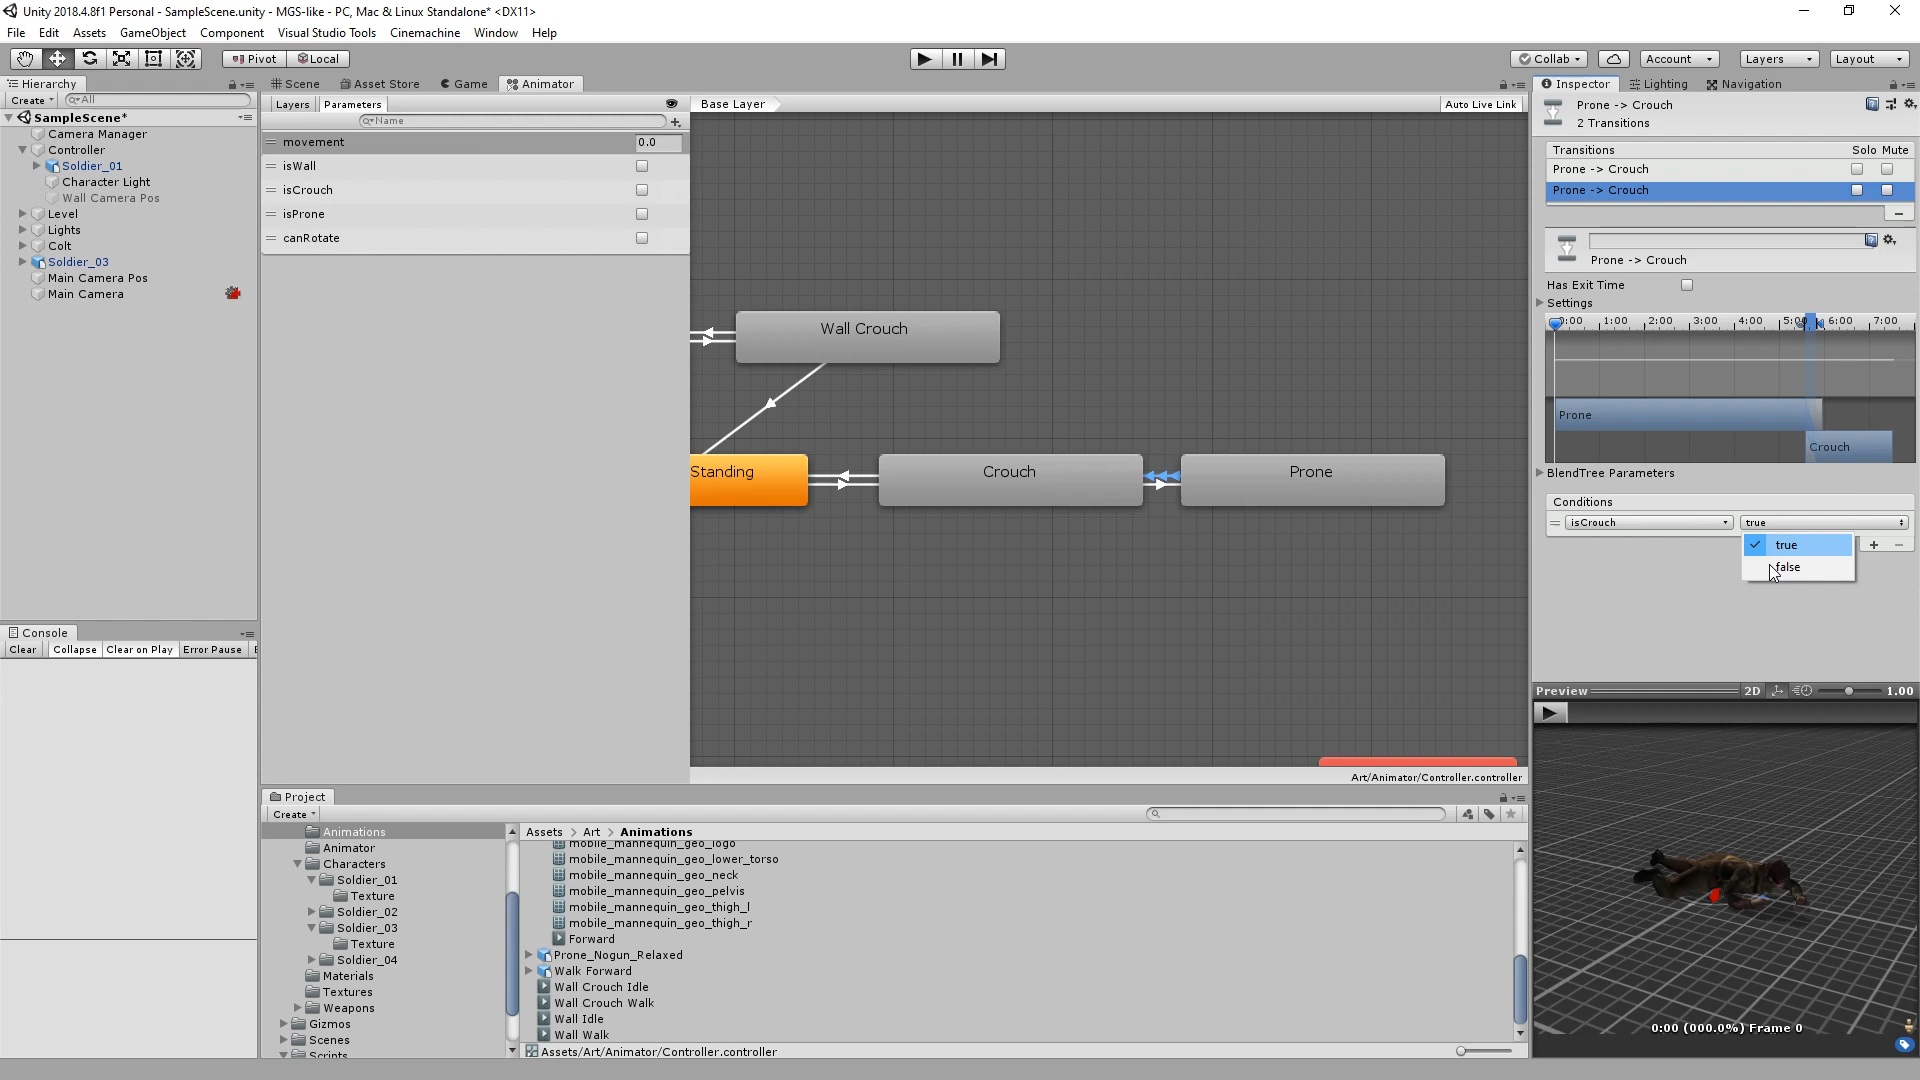 Unity 2018.4.8f1 Personal - SampleScene.unity - MGS-like - PC, Mac & Linux Standalone* <DX11>
File Edit Assets GameObject Component Visual Studio Tools Cinemachine Window Help
Pivot Local Collab Account Layers Layout
Hierarchy
Create All
SampleScene*
Camera Manager
Controller
Soldier_01
Character Light
Wall Camera Pos
Level
Lights
Colt
Soldier_03
Main Camera Pos
Main Camera
Console
Clear Collapse Clear on Play Error Pause
Scene Asset Store Game Animator
Layers Parameters
Name
movement 0.0
isWall
isCrouch
isProne
canRotate
Base Layer Auto Live Link
Wall Crouch
Standing Crouch Prone
Art/Animator/Controller.controller
Project
Create
Animations
Animator
Characters
Soldier_01
Texture
Soldier_02
Soldier_03
Texture
Soldier_04
Materials
Textures
Weapons
Gizmos
Scenes
Scripts
Assets > Art > Animations
mobile_mannequin_geo_logo
mobile_mannequin_geo_lower_torso
mobile_mannequin_geo_neck
mobile_mannequin_geo_pelvis
mobile_mannequin_geo_thigh_l
mobile_mannequin_geo_thigh_r
Forward
Prone_Nogun_Relaxed
Walk Forward
Wall Crouch Idle
Wall Crouch Walk
Wall Idle
Wall Walk
Assets/Art/Animator/Controller.controller
Inspector Lighting Navigation
Prone -> Crouch
2 Transitions
Transitions Solo Mute
Prone -> Crouch
Prone -> Crouch
Prone -> Crouch
Has Exit Time
Settings
0:00 1:00 2:00 3:00 4:00 5:00 6:00 7:00
Prone
Crouch
BlendTree Parameters
Conditions
isCrouch true
true
false
Preview 2D 1.00
0:00 (000.0%) Frame 0